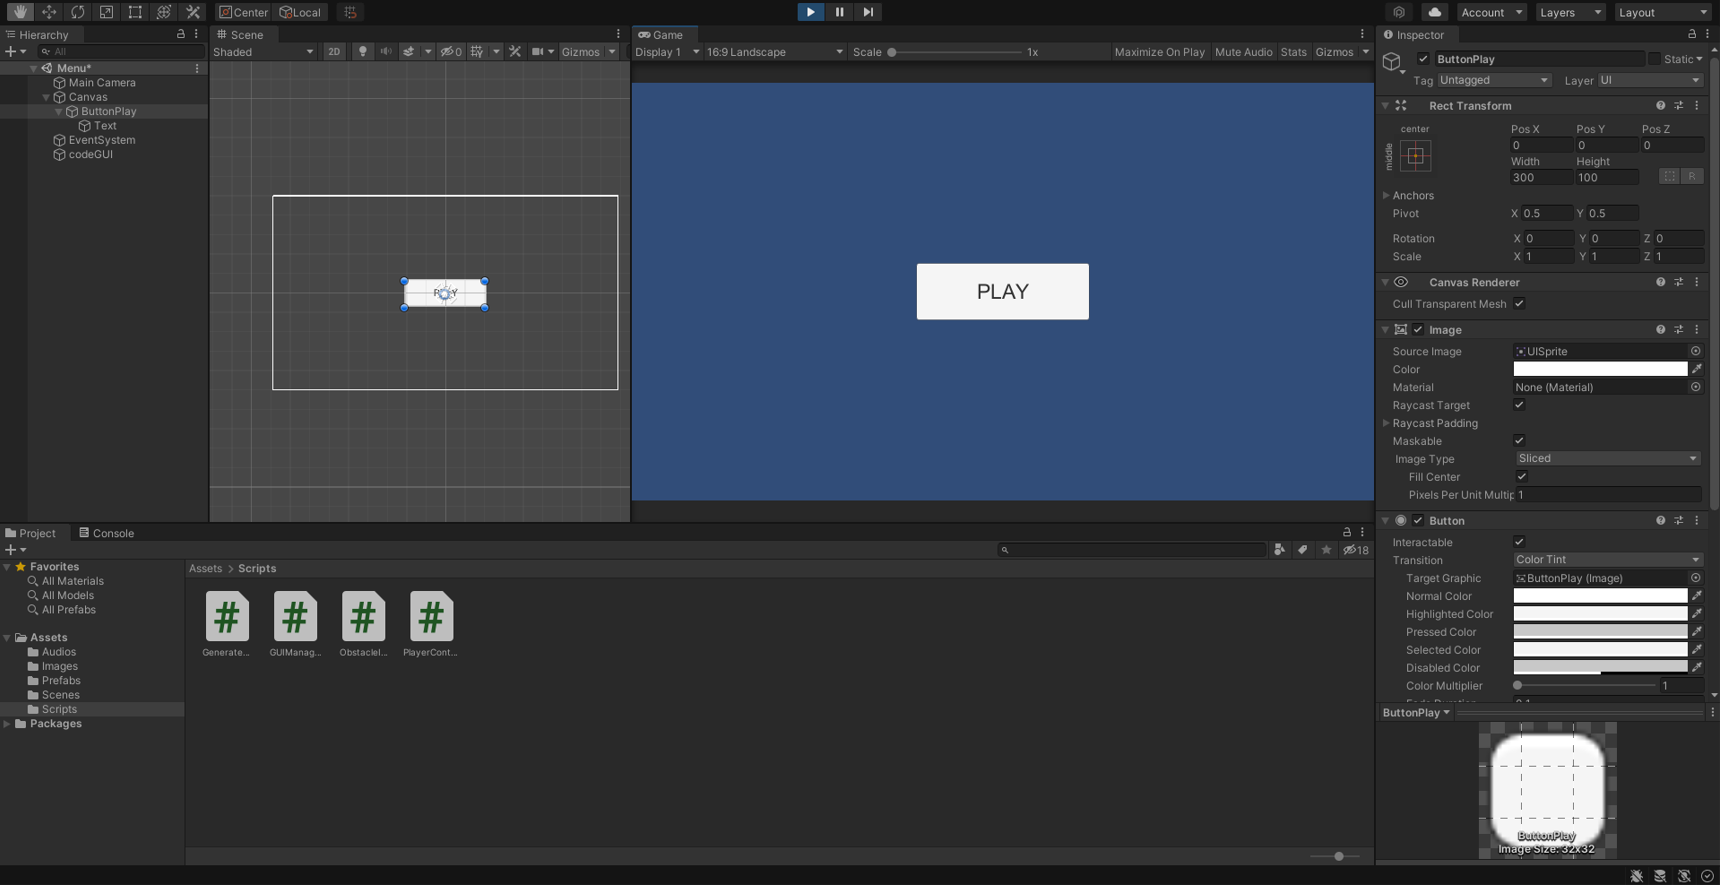 Center
Local
Account
Layers
Layout
Hierarchy
All
Menu*
Main Camera
Canvas
ButtonPlay
Text
EventSystem
codeGUI
Scene
Shaded
2D
0
Gizmos
PLAY
Game
Display 1
16:9 Landscape
Scale
1x
Maximize On Play
Mute Audio
Stats
Gizmos
PLAY
Inspector
ButtonPlay
Static
Tag Untagged
Layer UI
Rect Transform
center
middle
Pos X Pos Y Pos Z
0 0 0
Width Height
300 100
R
Anchors
Pivot X 0.5 Y 0.5
Rotation X 0 Y 0 Z 0
Scale X 1 Y 1 Z 1
Canvas Renderer
Cull Transparent Mesh
Image
Source Image UISprite
Color
Material None (Material)
Raycast Target
Raycast Padding
Maskable
Image Type Sliced
Fill Center
Pixels Per Unit Multip 1
Button
Interactable
Transition Color Tint
Target Graphic ButtonPlay (Image)
Normal Color
Highlighted Color
Pressed Color
Selected Color
Disabled Color
Color Multiplier 1
ButtonPlay
ButtonPlay
Image Size: 32x32
Project
Console
18
Favorites
All Materials
All Models
All Prefabs
Assets
Audios
Images
Prefabs
Scenes
Scripts
Packages
Assets > Scripts
# # # #
Generate... GUIManag... ObstacleI... PlayerCont...